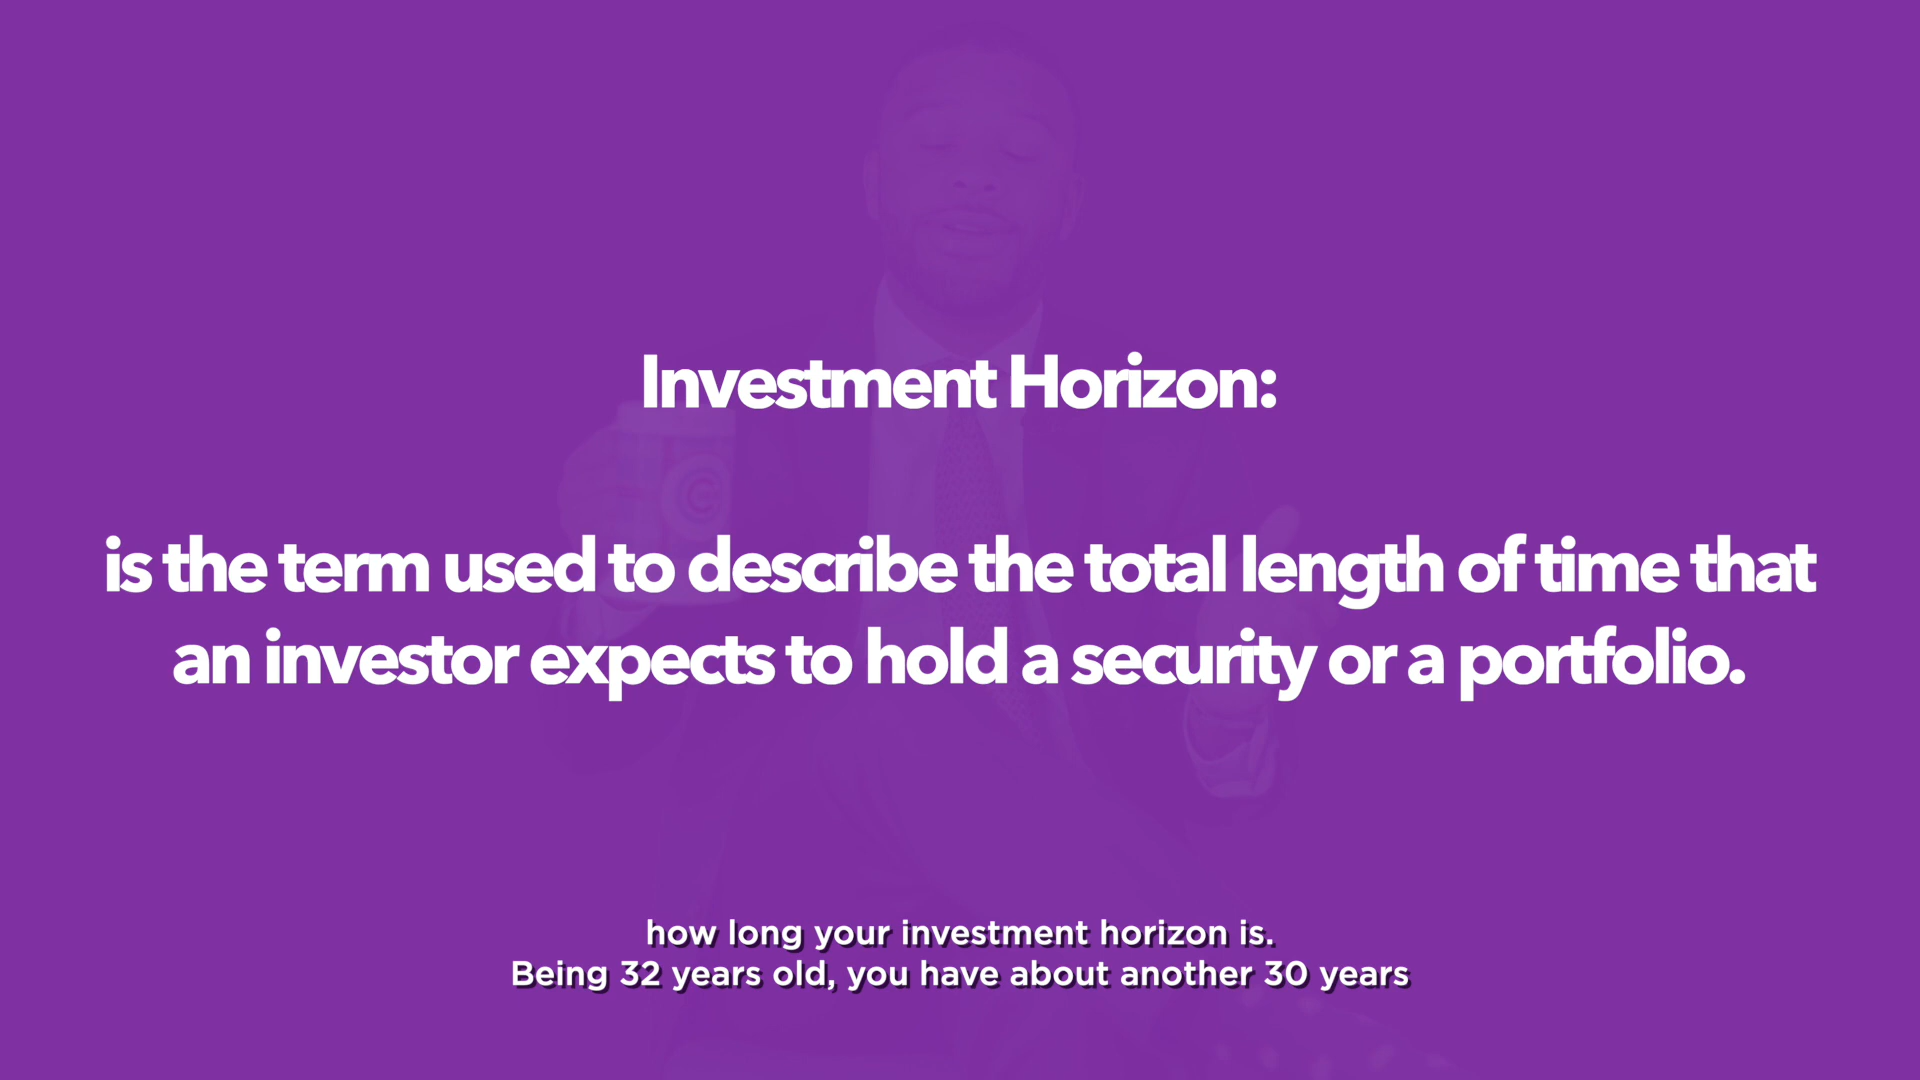 Investment Horizon:
is the term used to describe the total length of time that
an investor expects to hold a security or a portfolio.
how long your investment horizon is.
Being 32 years old, you have about another 30 years